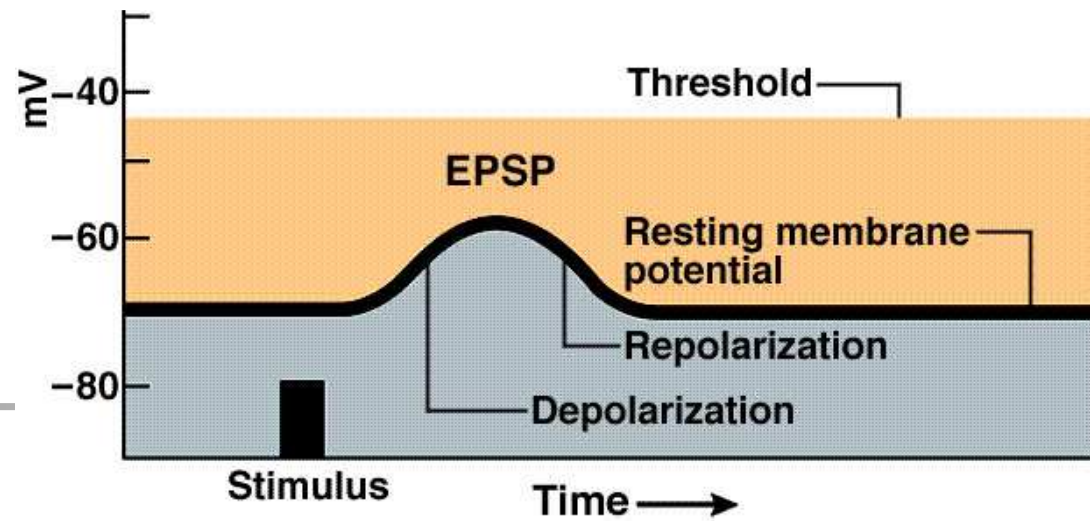 mV
−40
−60
−80
Threshold
EPSP
Resting membrane
potential
Repolarization
Depolarization
Stimulus
Time